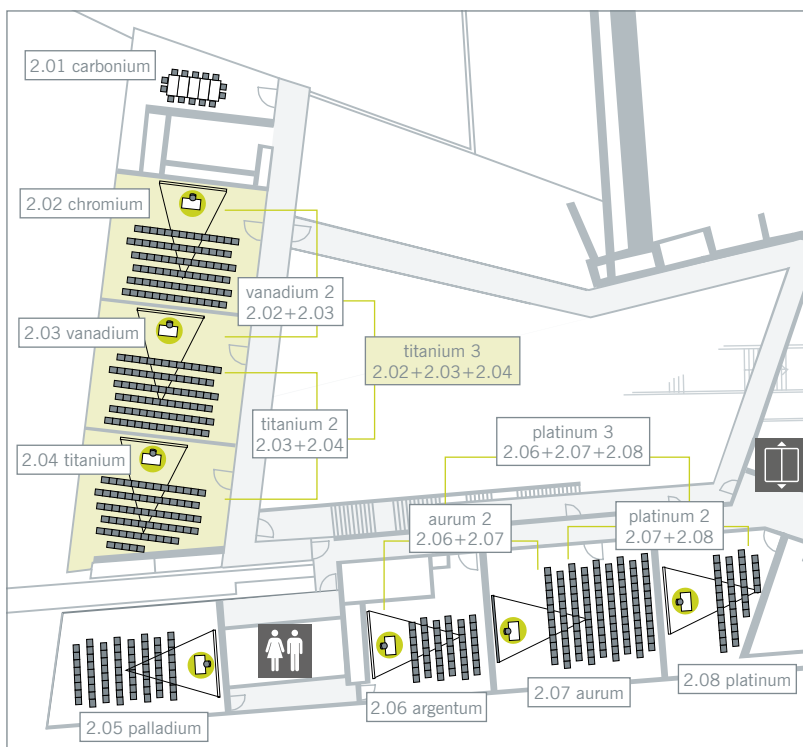 2.01 carbonium
2.02 chromium
vanadium 2
2.02+2.03
2.03 vanadium
titanium 3
2.02+2.03+2.04
titanium 2
2.03+2.04
2.04 titanium
platinum 3
2.06+2.07+2.08
aurum 2
2.06+2.07
platinum 2
2.07+2.08
2.05 palladium
2.06 argentum
2.07 aurum
2.08 platinum